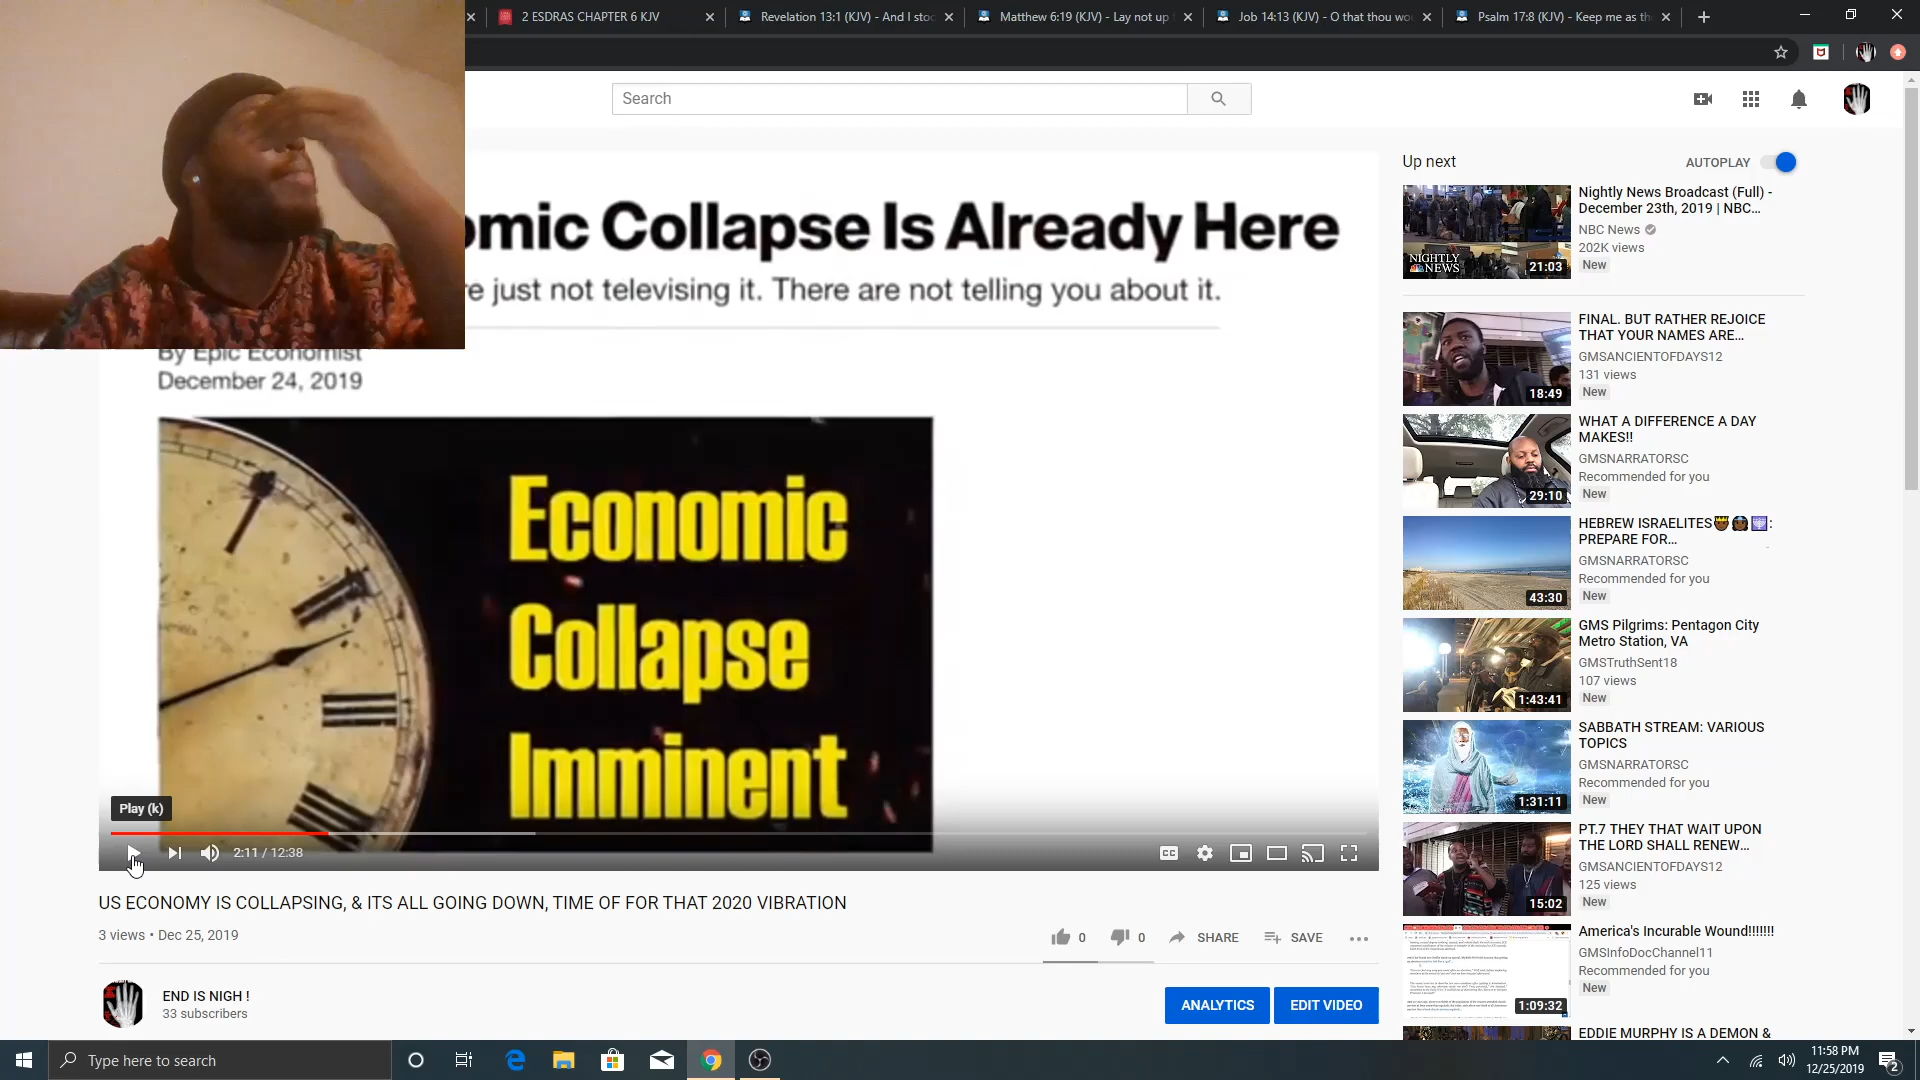 2 ESDRAS CHAPTER 6 KJV
Revelation 13:1 (KJV) - And I stoo
Matthew 6:19 (KJV) - Lay not up
Job 14:13 (KJV) - O that thou wo
Psalm 17:8 (KJV) - Keep me as th
Search
omic Collapse Is Already Here
e just not televising it. There are not telling you about it.
By Epic Economist
December 24, 2019
Economic
Collapse
Imminent
Play (k)
2:11 / 12:38
CC
US ECONOMY IS COLLAPSING, & ITS ALL GOING DOWN, TIME OF FOR THAT 2020 VIBRATION
3 views • Dec 25, 2019
0
0
SHARE
SAVE
END IS NIGH !
33 subscribers
ANALYTICS
EDIT VIDEO
Up next
AUTOPLAY
NIGHTLY
NEWS
21:03
Nightly News Broadcast (Full) -
December 23th, 2019 | NBC...
NBC News
202K views
New
18:49
FINAL. BUT RATHER REJOICE
THAT YOUR NAMES ARE...
GMSANCIENTOFDAYS12
131 views
New
29:10
WHAT A DIFFERENCE A DAY
MAKES!!
GMSNARRATORSC
Recommended for you
New
43:30
HEBREW ISRAELITES🤴🏿👸🏿🕎:
PREPARE FOR...
GMSNARRATORSC
Recommended for you
New
1:43:41
GMS Pilgrims: Pentagon City
Metro Station, VA
GMSTruthSent18
107 views
New
1:31:11
SABBATH STREAM: VARIOUS
TOPICS
GMSNARRATORSC
Recommended for you
New
15:02
PT.7 THEY THAT WAIT UPON
THE LORD SHALL RENEW...
GMSANCIENTOFDAYS12
125 views
New
1:09:32
America's Incurable Wound!!!!!!!
GMSInfoDocChannel11
Recommended for you
New
EDDIE MURPHY IS A DEMON &
Type here to search
11:58 PM
12/25/2019
2